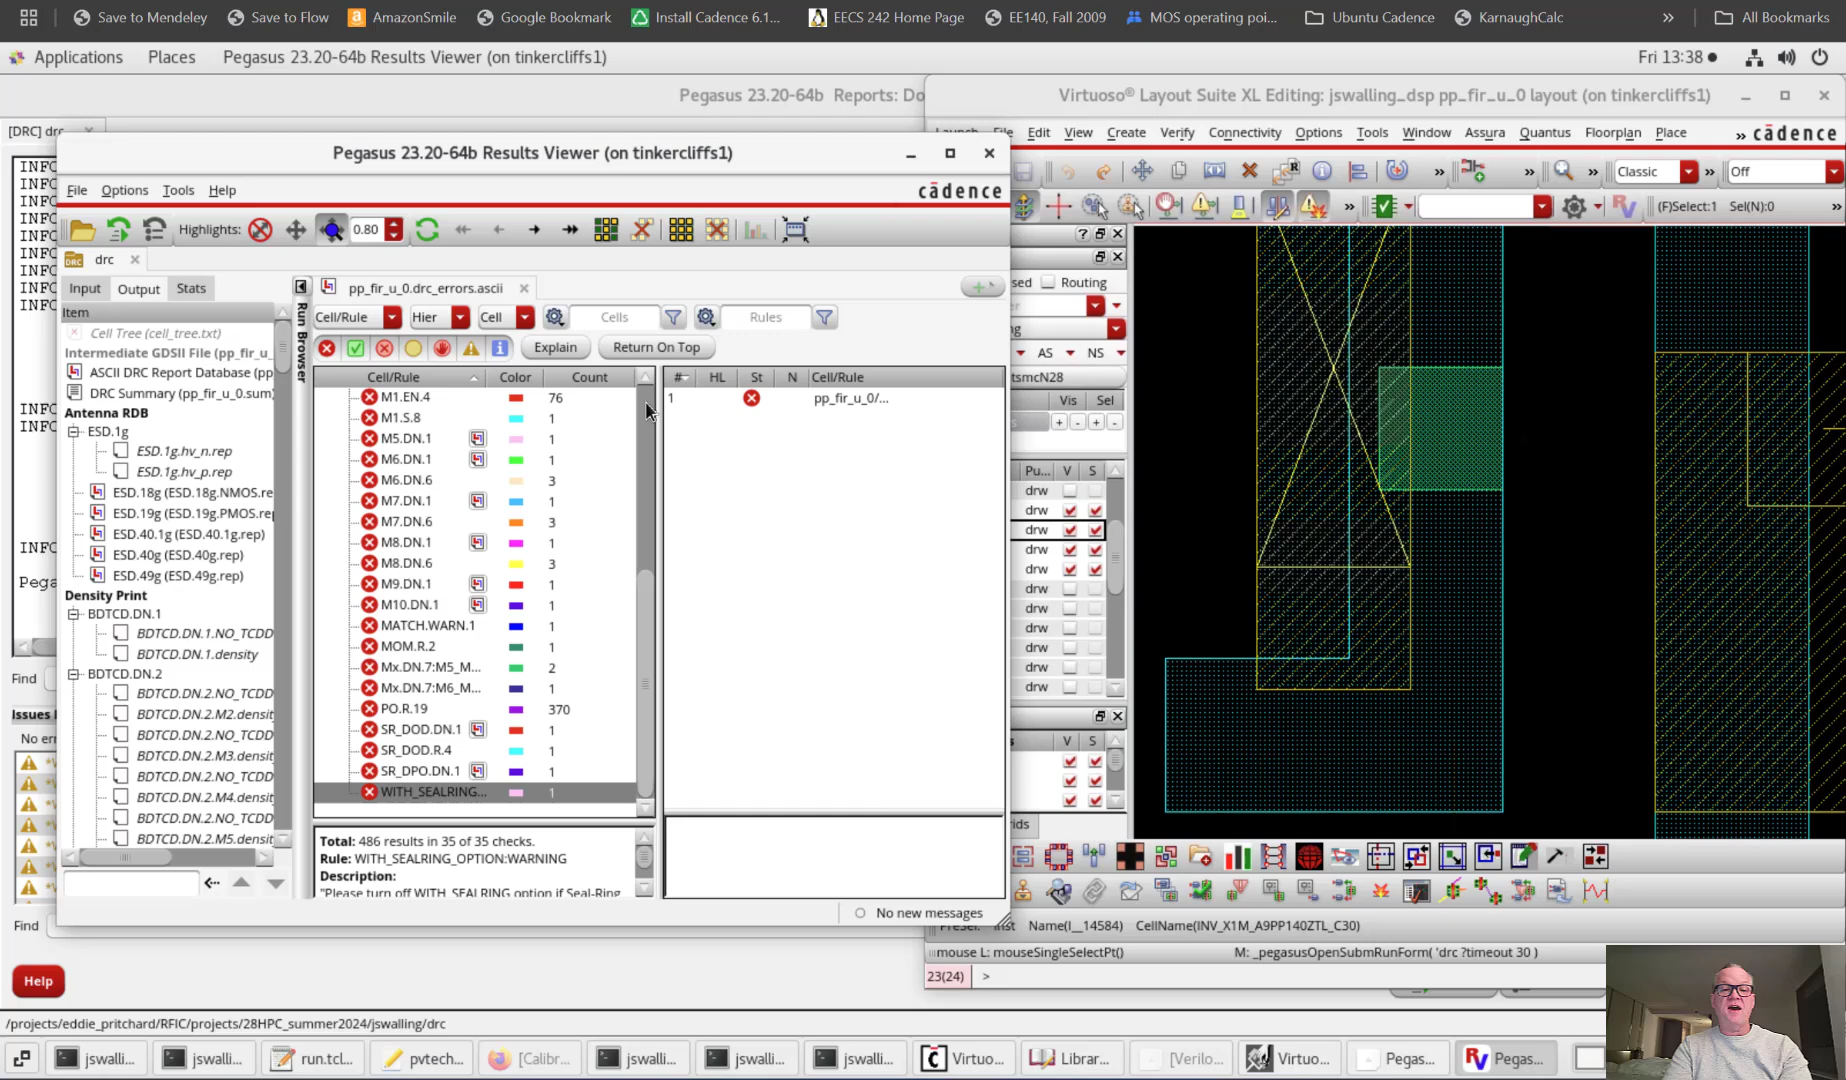 Save to Mendeley
Save to Flow
AmazonSmile
Google Bookmark
Install Cadence 6.1...
EECS 242 Home Page
EE140, Fall 2009
MOS operating poi...
Ubuntu Cadence
KarnaughCalc
»
All Bookmarks
Applications
Places
Pegasus 23.20-64b Results Viewer (on tinkercliffs1)
Fri 13:38
Pegasus 23.20-64b Reports: Do
Virtuoso® Layout Suite XL Editing: jswalling_dsp pp_fir_u_0 layout (on tinkercliffs1)
[DRC] drc
File Edit View Create Verify Connectivity Options Tools Window Assura Quantus Floorplan Place » cādence
Pegasus 23.20-64b Results Viewer (on tinkercliffs1)
File Options Tools Help
cādence
Classic
Off
Highlights:
0.80
(F)Select:1 Sel(N):0
drc
Input Output Stats
pp_fir_u_0.drc_errors.ascii
Item
Cell/Rule
Hier
Cell
Cells
Rules
Run Browser
Explain
Return On Top
Cell Tree (cell_tree.txt)
Intermediate GDSII File (pp_fir_u_
ASCII DRC Report Database (pp
DRC Summary (pp_fir_u_0.sum)
Antenna RDB
ESD.1g
ESD.1g.hv_n.rep
ESD.1g.hv_p.rep
ESD.18g (ESD.18g.NMOS.re
ESD.19g (ESD.19g.PMOS.rep
ESD.40.1g (ESD.40.1g.rep)
ESD.40g (ESD.40g.rep)
ESD.49g (ESD.49g.rep)
Density Print
BDTCD.DN.1
BDTCD.DN.1.NO_TCDD
BDTCD.DN.1.density
BDTCD.DN.2
BDTCD.DN.2.NO_TCDD
BDTCD.DN.2.M2.density
BDTCD.DN.2.NO_TCDD
BDTCD.DN.2.M3.density
BDTCD.DN.2.NO_TCDD
BDTCD.DN.2.M4.density
BDTCD.DN.2.NO_TCDD
BDTCD.DN.2.M5.density
Cell/Rule Color Count
M1.EN.4 76
M1.S.8 1
M5.DN.1 1
M6.DN.1 1
M6.DN.6 3
M7.DN.1 1
M7.DN.6 3
M8.DN.1 1
M8.DN.6 3
M9.DN.1 1
M10.DN.1 1
MATCH.WARN.1 1
MOM.R.2 1
Mx.DN.7:M5_M... 2
Mx.DN.7:M6_M... 1
PO.R.19 370
SR_DOD.DN.1 1
SR_DOD.R.4 1
SR_DPO.DN.1 1
WITH_SEALRING... 1
# HL St N Cell/Rule
1 pp_fir_u_0/...
Total: 486 results in 35 of 35 checks.
Rule: WITH_SEALRING_OPTION:WARNING
Description:
"Please turn off WITH_SEALRING option if Seal-Ring
No new messages
Find
Find
Help
Routing
AS NS
tsmcN28
Vis Sel
Pu... V S
drw
drw
drw
drw
drw
drw
drw
drw
drw
drw
drw
V S
Name(I__14584) CellName(INV_X1M_A9PP140ZTL_C30)
mouse L: mouseSingleSelectPt() M: _pegasusOpenSubmRunForm( 'drc ?timeout 30 )
23(24) >
/projects/eddie_pritchard/RFIC/projects/28HPC_summer2024/jswalling/drc
jswalli...
jswalli...
run.tcl...
pvtech...
[Calibr...
jswalli...
jswalli...
jswalli...
Virtuo...
Librar...
[Verilo...
Virtuo...
Pegas...
Pegas...